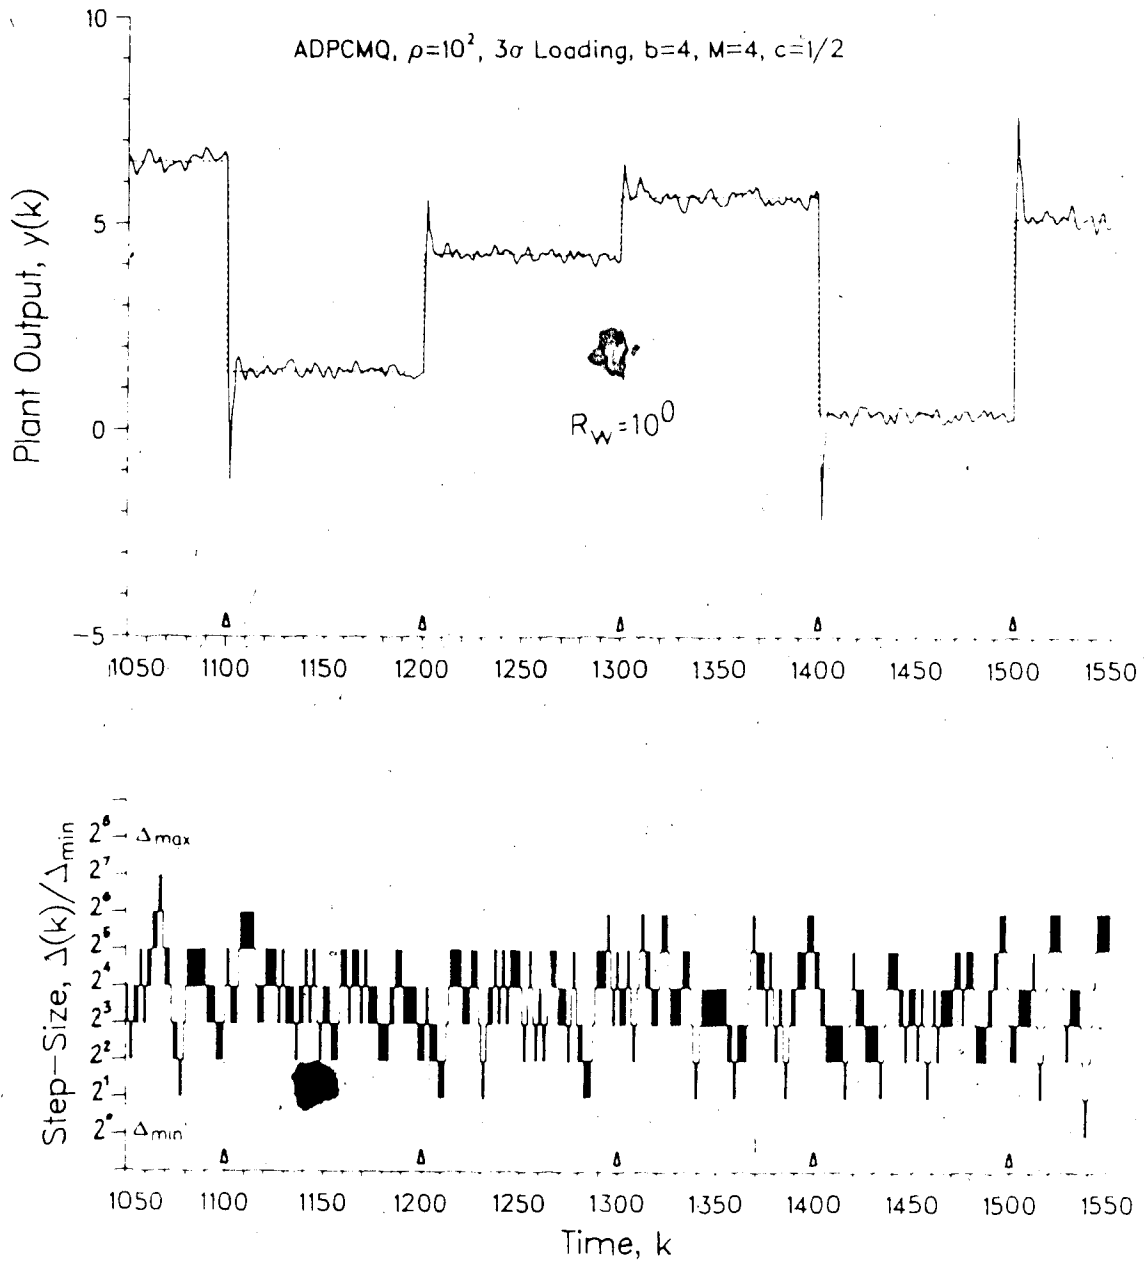 10
ADPCMQ, ρ=10², 3σ Loading, b=4, M=4, c=1/2
5
0
−5
Plant Output, y(k)
R_W=10⁰
1050 1100 1150 1200 1250 1300 1350 1400 1450 1500 1550
Step-Size, Δ(k)/Δmin
2⁸ Δmax
2⁷
2⁶
2⁵
2⁴
2³
2²
2¹
2⁰ Δmin
1050 1100 1150 1200 1250 1300 1350 1400 1450 1500 1550
Time, k